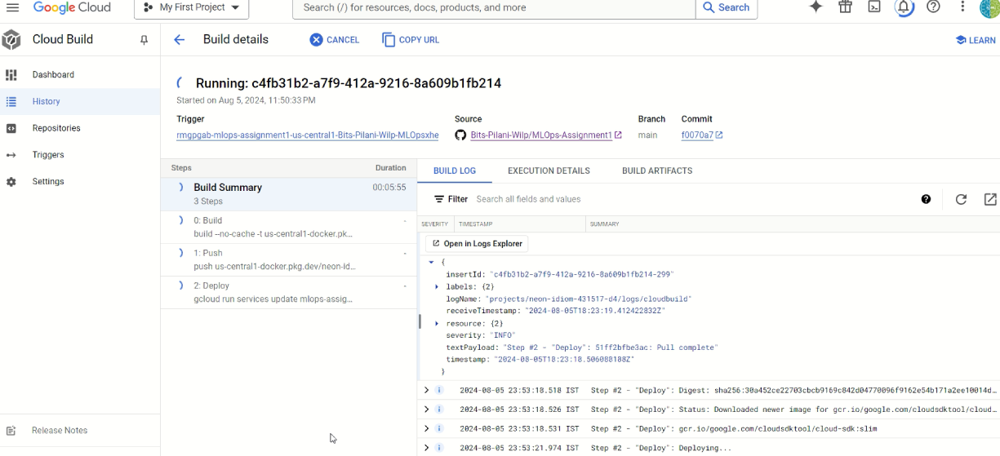 Google Cloud
My First Project
Search (/) for resources, docs, products, and more
Search
Cloud Build
Build details
CANCEL
COPY URL
LEARN
Dashboard
History
Repositories
Triggers
Settings
Release Notes
Running: c4fb31b2-a7f9-412a-9216-8a609b1fb214
Started on Aug 5, 2024, 11:50:33 PM
Trigger
rmgpgab-mlops-assignment1-us-central1-Bits-Pilani-Wilp-MLOpsxhe
Source
Bits-Pilani-Wilp/MLOps-Assignment1
Branch
main
Commit
f0070a7
Steps Duration
Build Summary 00:05:55
3 Steps
0: Build -
build --no-cache -t us-central1-docker.pk...
1: Push -
push us-central1-docker.pkg.dev/neon-id...
2: Deploy -
gcloud run services update mlops-assig...
BUILD LOG EXECUTION DETAILS BUILD ARTIFACTS
Filter Search all fields and values
SEVERITY TIMESTAMP SUMMARY
Open in Logs Explorer
{
insertId: "c4fb31b2-a7f9-412a-9216-8a609b1fb214-299"
labels: {2}
logName: "projects/neon-idiom-431517-d4/logs/cloudbuild"
receiveTimestamp: "2024-08-05T18:23:19.412422832Z"
resource: {2}
severity: "INFO"
textPayload: "Step #2 - "Deploy": 51ff2bfbe3ac: Pull complete"
timestamp: "2024-08-05T18:23:18.506088188Z"
}
2024-08-05 23:53:18.518 IST Step #2 - "Deploy": Digest: sha256:30a452ce22703cbcb9169c842d04770096f9162e54b171a2ee10014d…
2024-08-05 23:53:18.526 IST Step #2 - "Deploy": Status: Downloaded newer image for gcr.io/google.com/cloudsdktool/cloud…
2024-08-05 23:53:18.531 IST Step #2 - "Deploy": gcr.io/google.com/cloudsdktool/cloud-sdk:slim
2024-08-05 23:53:21.974 IST Step #2 - "Deploy": Deploying...